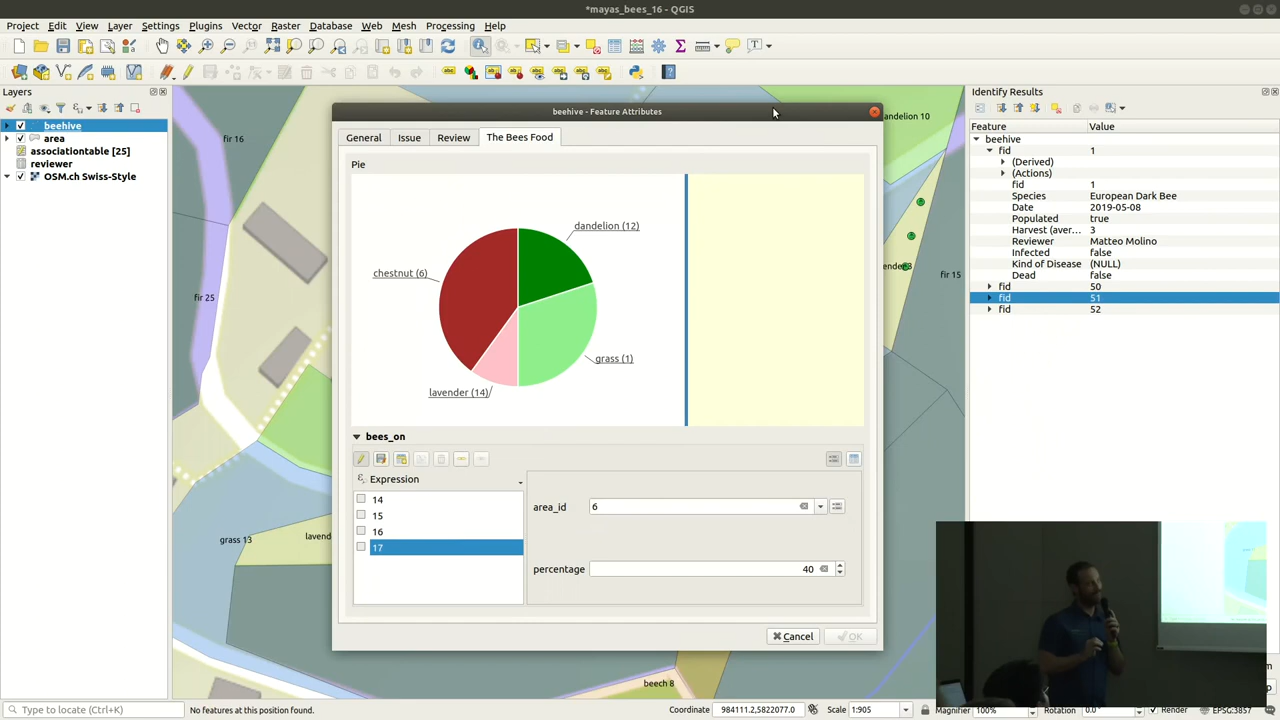 *mayas_bees_16 - QGIS
Project Edit View Layer Settings Plugins Vector Raster Database Web Mesh Processing Help
Layers
beehive
area
associationtable [25]
reviewer
OSM.ch Swiss-Style
fir 16
fir 25
grass 13
beech 8
dandelion 10
fir 15
beehive - Feature Attributes
General Issue Review The Bees Food
Pie
dandelion (12)
chestnut (6)
grass (1)
lavender (14)
bees_on
Expression
14
15
16
17
area_id 6
percentage 40
Cancel OK
Identify Results
Feature Value
beehive
fid 1
(Derived)
(Actions)
fid 1
Species European Dark Bee
Date 2019-05-08
Populated true
Harvest (aver... 3
Reviewer Matteo Molino
Infected false
Kind of Disease (NULL)
Dead false
fid 50
fid 51
fid 52
Type to locate (Ctrl+K)
No features at this position found.
Coordinate 984111.2,5822077.0
Scale 1:905
Magnifier 100%
Rotation 0.0 °
Render
EPSG:3857